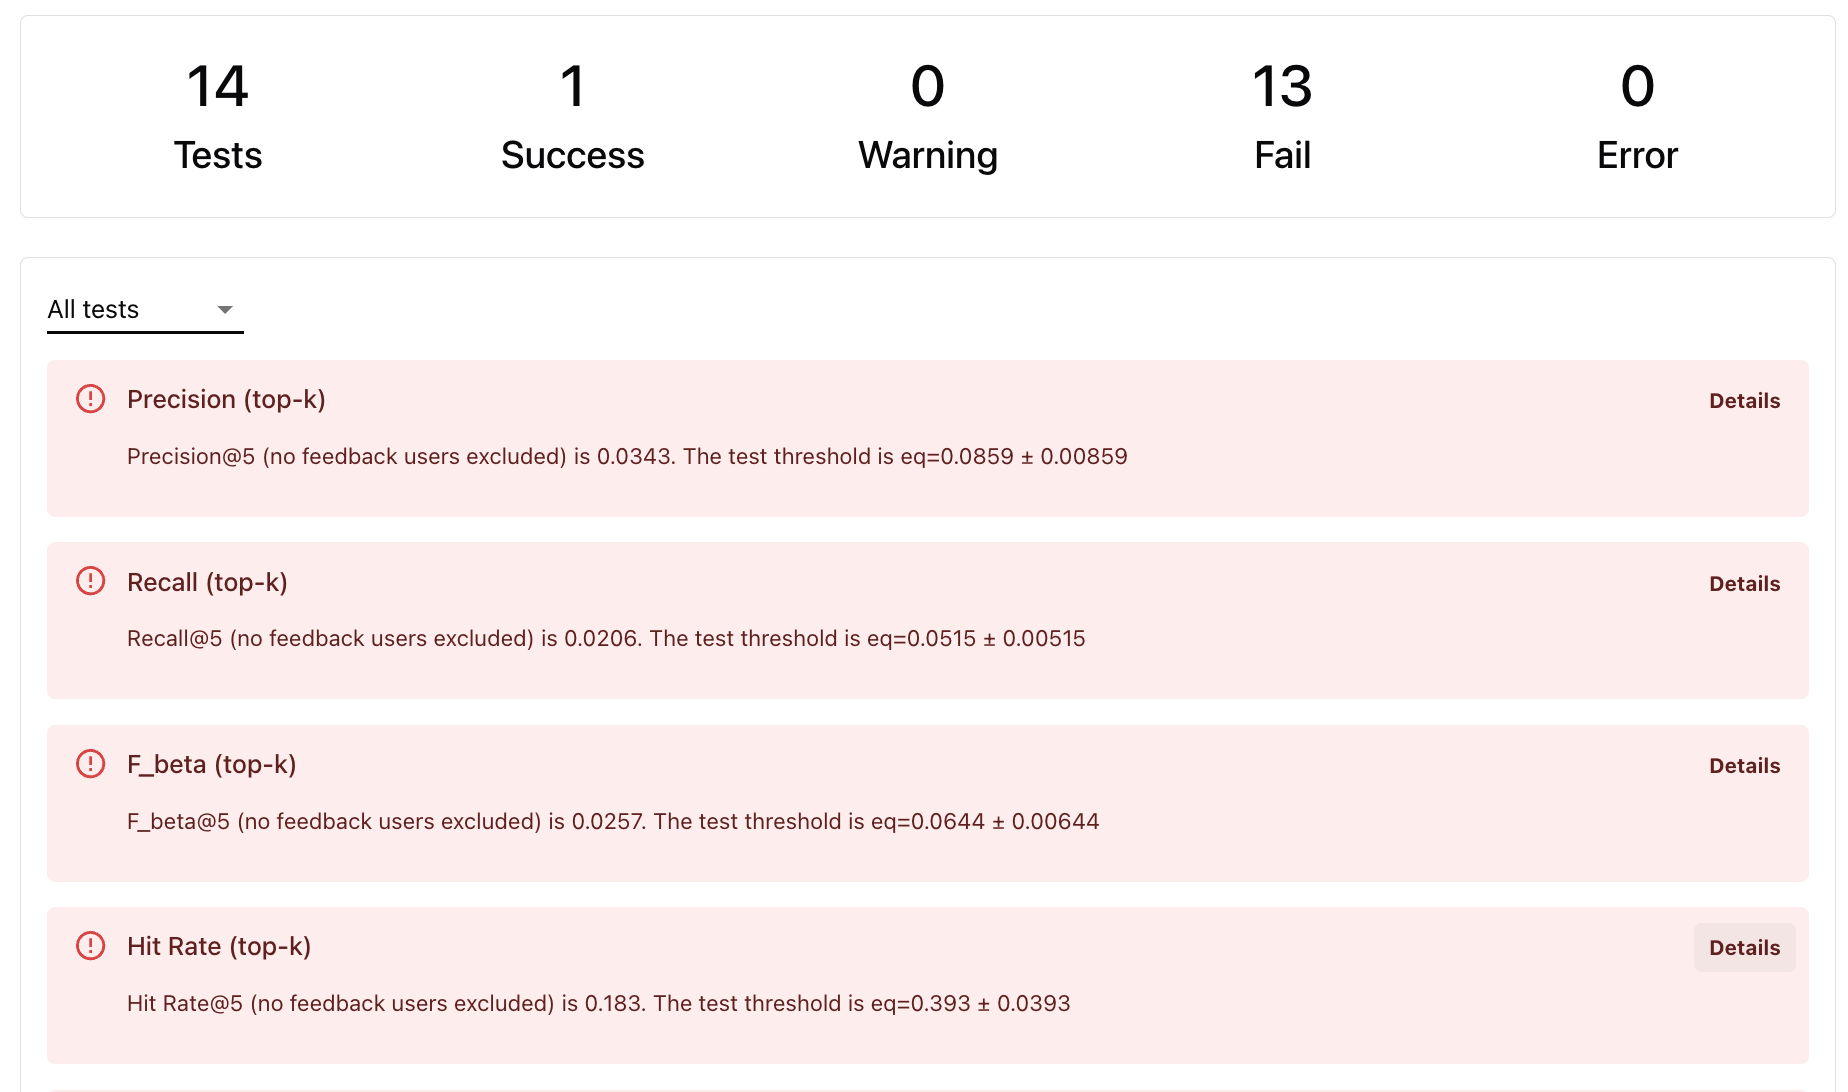 14
Tests
1
Success
0
Warning
13
Fail
0
Error
All tests
Precision (top-k)
Details
Precision@5 (no feedback users excluded) is 0.0343. The test threshold is eq=0.0859 ± 0.00859
Recall (top-k)
Details
Recall@5 (no feedback users excluded) is 0.0206. The test threshold is eq=0.0515 ± 0.00515
F_beta (top-k)
Details
F_beta@5 (no feedback users excluded) is 0.0257. The test threshold is eq=0.0644 ± 0.00644
Hit Rate (top-k)
Details
Hit Rate@5 (no feedback users excluded) is 0.183. The test threshold is eq=0.393 ± 0.0393